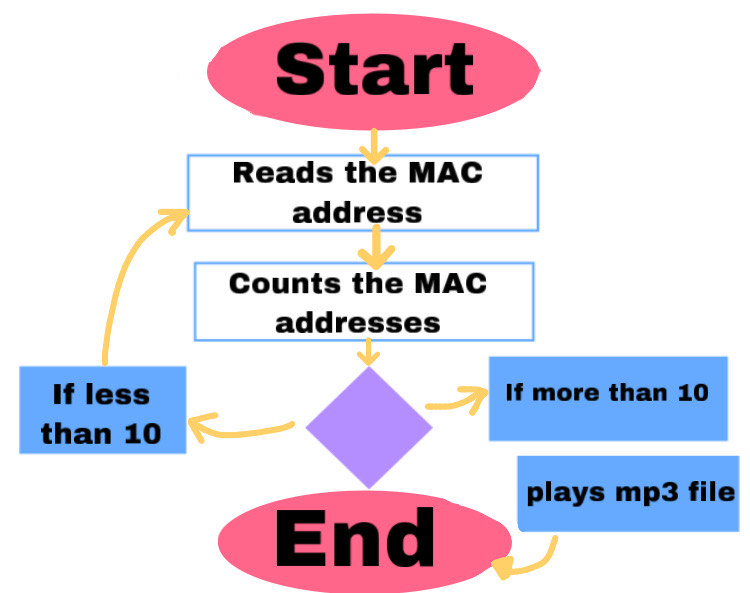 Start
Reads the MAC
address
Counts the MAC
addresses
If less
than 10
If more than 10
plays mp3 file
End